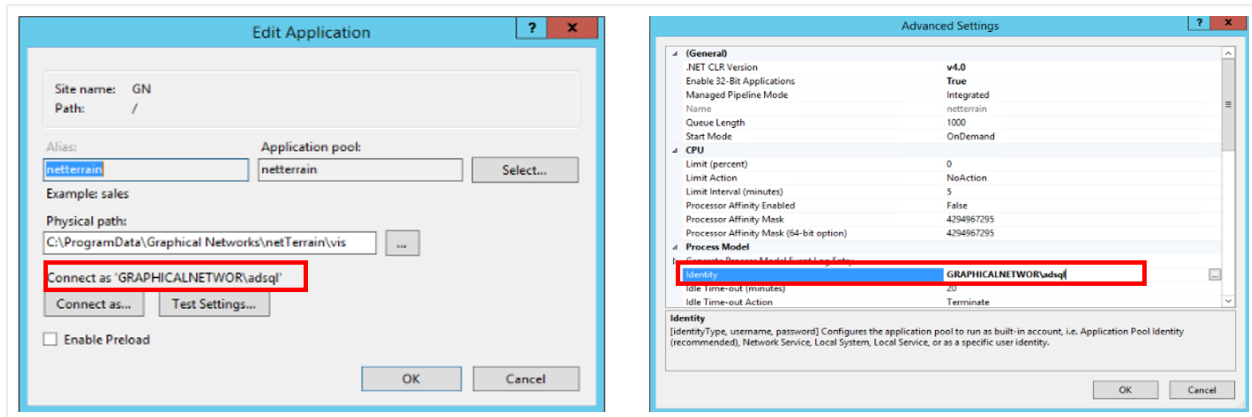 Edit Application
? x
Site name: GN
Path: /
Alias:
Application pool:
netterrain
netterrain
Select...
Example: sales
Physical path:
C:\ProgramData\Graphical Networks\netTerrain\vis
...
Connect as 'GRAPHICALNETWOR\adsql'
Connect as...
Test Settings...
Enable Preload
OK
Cancel
Advanced Settings
? x
(General)
.NET CLR Version v4.0
Enable 32-Bit Applications True
Managed Pipeline Mode Integrated
Name netterrain
Queue Length 1000
Start Mode OnDemand
CPU
Limit (percent) 0
Limit Action NoAction
Limit Interval (minutes) 5
Processor Affinity Enabled False
Processor Affinity Mask 4294967295
Processor Affinity Mask (64-bit option) 4294967295
Process Model
Generate Process Model Event Log Entry
Identity GRAPHICALNETWOR\adsql
...
Idle Time-out (minutes) 20
Idle Time-out Action Terminate
Identity
[identityType, username, password] Configures the application pool to run as built-in account, i.e. Application Pool Identity
(recommended), Network Service, Local System, Local Service, or as a specific user identity.
OK
Cancel